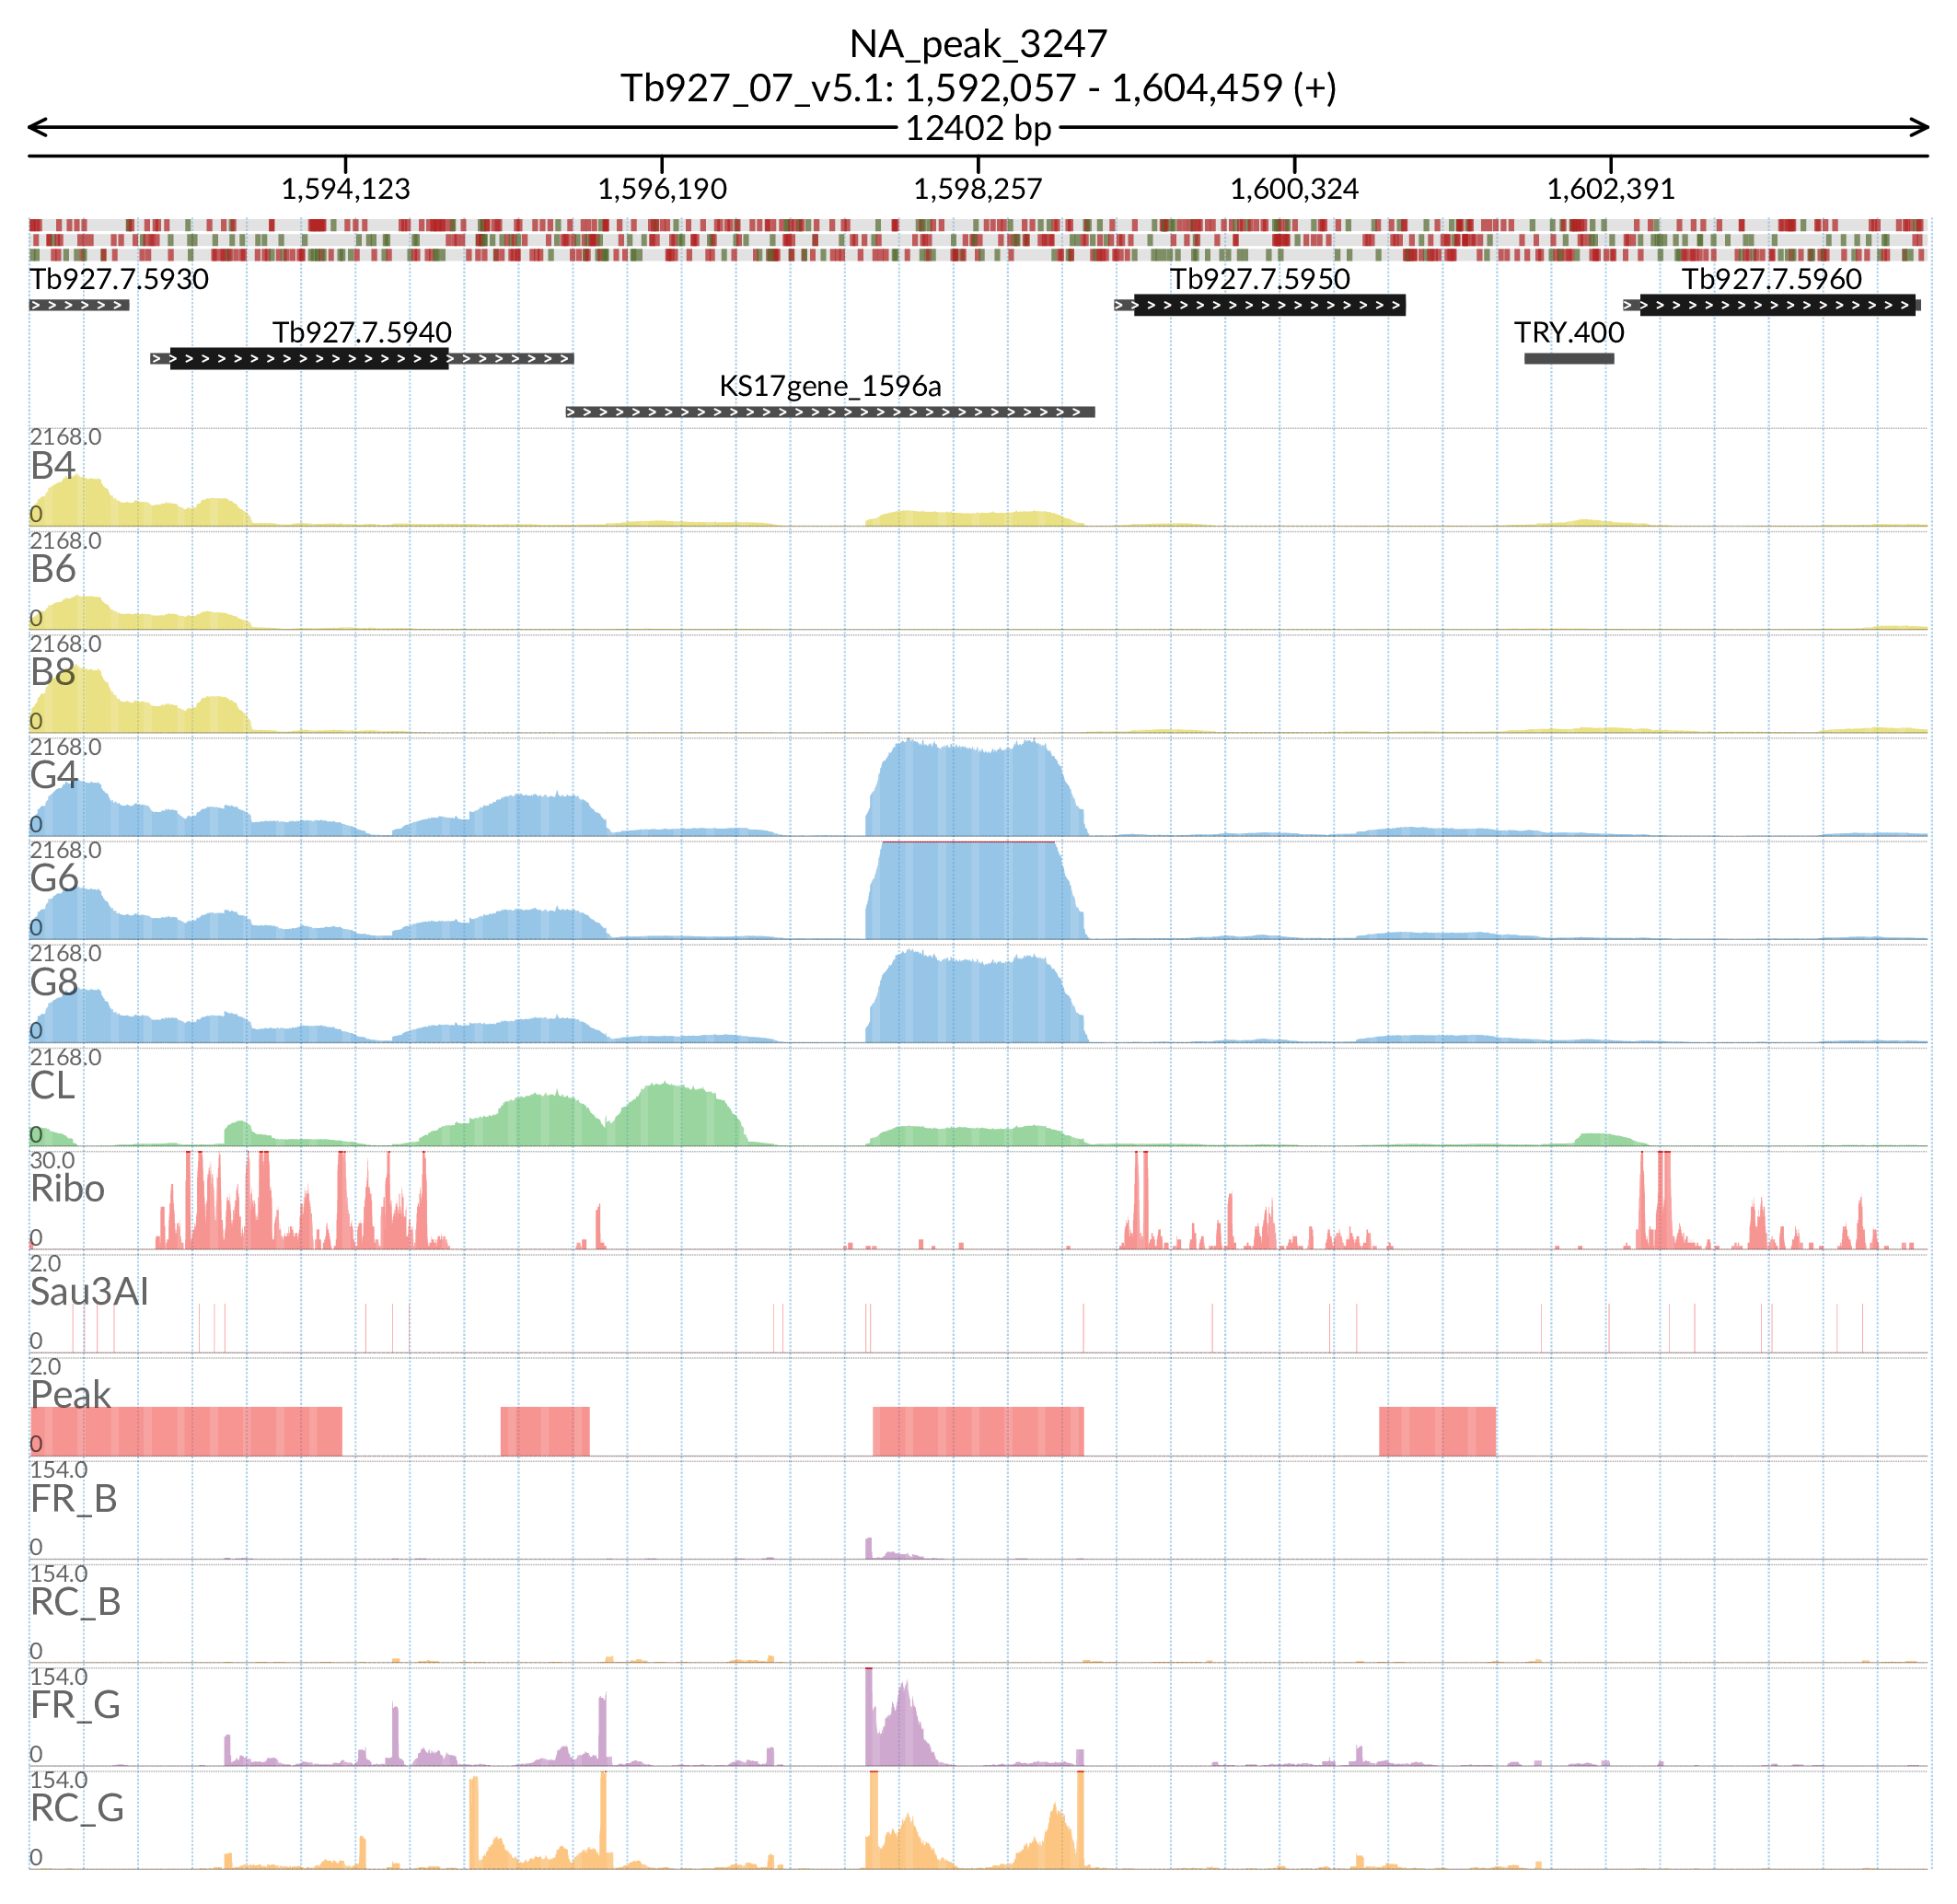 NA_peak_3247
Tb927_07_v5.1: 1,592,057 - 1,604,459 (+)
12402 bp
1,594,123 1,596,190 1,598,257 1,600,324 1,602,391
Tb927.7.5930 Tb927.7.5950 Tb927.7.5960
Tb927.7.5940 TRY.400
KS17gene_1596a
2168.0
B4
0
2168.0
B6
0
2168.0
B8
0
2168.0
G4
0
2168.0
G6
0
2168.0
G8
0
2168.0
CL
0
30.0
Ribo
0
2.0
Sau3AI
0
2.0
Peak
0
154.0
FR_B
0
154.0
RC_B
0
154.0
FR_G
0
154.0
RC_G
0